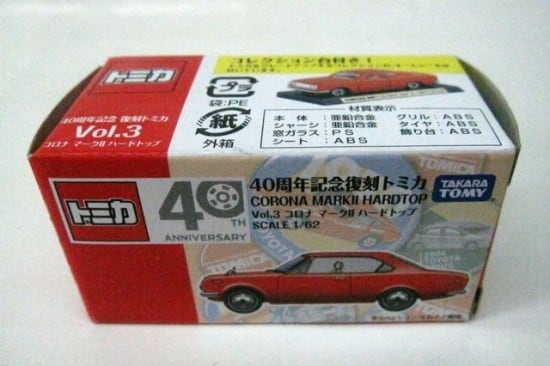 トミカ
40周年記念 復刻トミカ
Vol.3
コロナ マークII ハードトップ
コレクション台付き!
プラ
袋:PE
紙
外箱
材質表示
本体:亜鉛合金 グリル:ABS
シャーシ:亜鉛合金 タイヤ:ABS
窓ガラス:PS 飾り台:ABS
シート:ABS
トミカ
40TH
ANNIVERSARY
40周年記念復刻トミカ
CORONA MARKII HARDTOP
Vol.3 コロナ マークII ハードトップ
SCALE 1/62
TAKARA
TOMY
TOMICA
TOYOTA
TOMICA